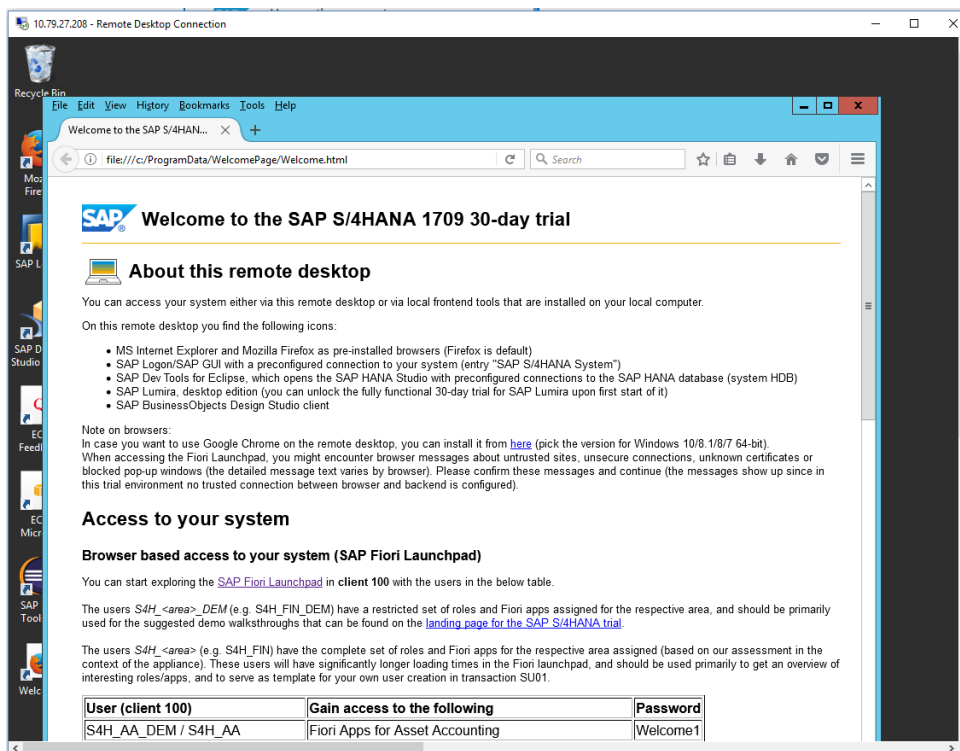 10.79.27.208 - Remote Desktop Connection
Recycle Bin
File Edit View History Bookmarks Tools Help
Welcome to the SAP S/4HAN...
file:///c:/ProgramData/WelcomePage/Welcome.html
Search
Moz
Fire
SAP L
SAP D
Studio
EC
Feedl
EC
Micr
SAP
Tool
Welc
SAP
Welcome to the SAP S/4HANA 1709 30-day trial
About this remote desktop
You can access your system either via this remote desktop or via local frontend tools that are installed on your local computer.
On this remote desktop you find the following icons:
• MS Internet Explorer and Mozilla Firefox as pre-installed browsers (Firefox is default)
• SAP Logon/SAP GUI with a preconfigured connection to your system (entry "SAP S/4HANA System")
• SAP Dev Tools for Eclipse, which opens the SAP HANA Studio with preconfigured connections to the SAP HANA database (system HDB)
• SAP Lumira, desktop edition (you can unlock the fully functional 30-day trial for SAP Lumira upon first start of it)
• SAP BusinessObjects Design Studio client
Note on browsers:
In case you want to use Google Chrome on the remote desktop, you can install it from here (pick the version for Windows 10/8.1/8/7 64-bit).
When accessing the Fiori Launchpad, you might encounter browser messages about untrusted sites, unsecure connections, unknown certificates or
blocked pop-up windows (the detailed message text varies by browser). Please confirm these messages and continue (the messages show up since in
this trial environment no trusted connection between browser and backend is configured).
Access to your system
Browser based access to your system (SAP Fiori Launchpad)
You can start exploring the SAP Fiori Launchpad in client 100 with the users in the below table.
The users S4H_<area>_DEM (e.g. S4H_FIN_DEM) have a restricted set of roles and Fiori apps assigned for the respective area, and should be primarily
used for the suggested demo walksthroughs that can be found on the landing page for the SAP S/4HANA trial.
The users S4H_<area> (e.g. S4H_FIN) have the complete set of roles and Fiori apps for the respective area assigned (based on our assessment in the
context of the appliance). These users will have significantly longer loading times in the Fiori launchpad, and should be used primarily to get an overview of
interesting roles/apps, and to serve as template for your own user creation in transaction SU01.
User (client 100) Gain access to the following Password
S4H_AA_DEM / S4H_AA Fiori Apps for Asset Accounting Welcome1